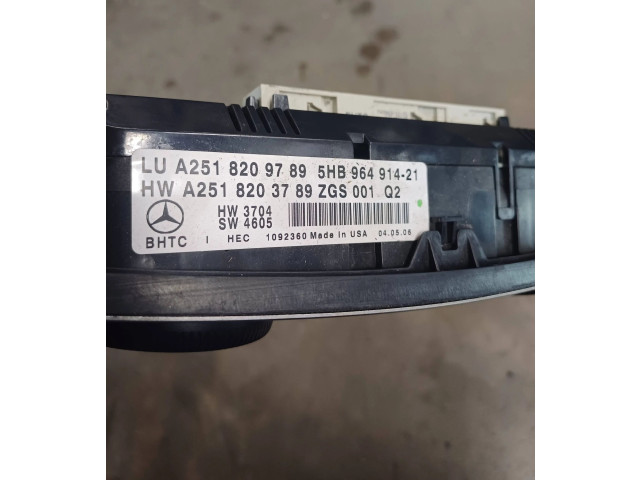 LU A251 820 97 89 5HB 964 914-21
HW A251 820 37 89 ZGS 001 Q2
HW 3704
SW 4605
BHTC I HEC 1092360 Made in USA 04.05.06